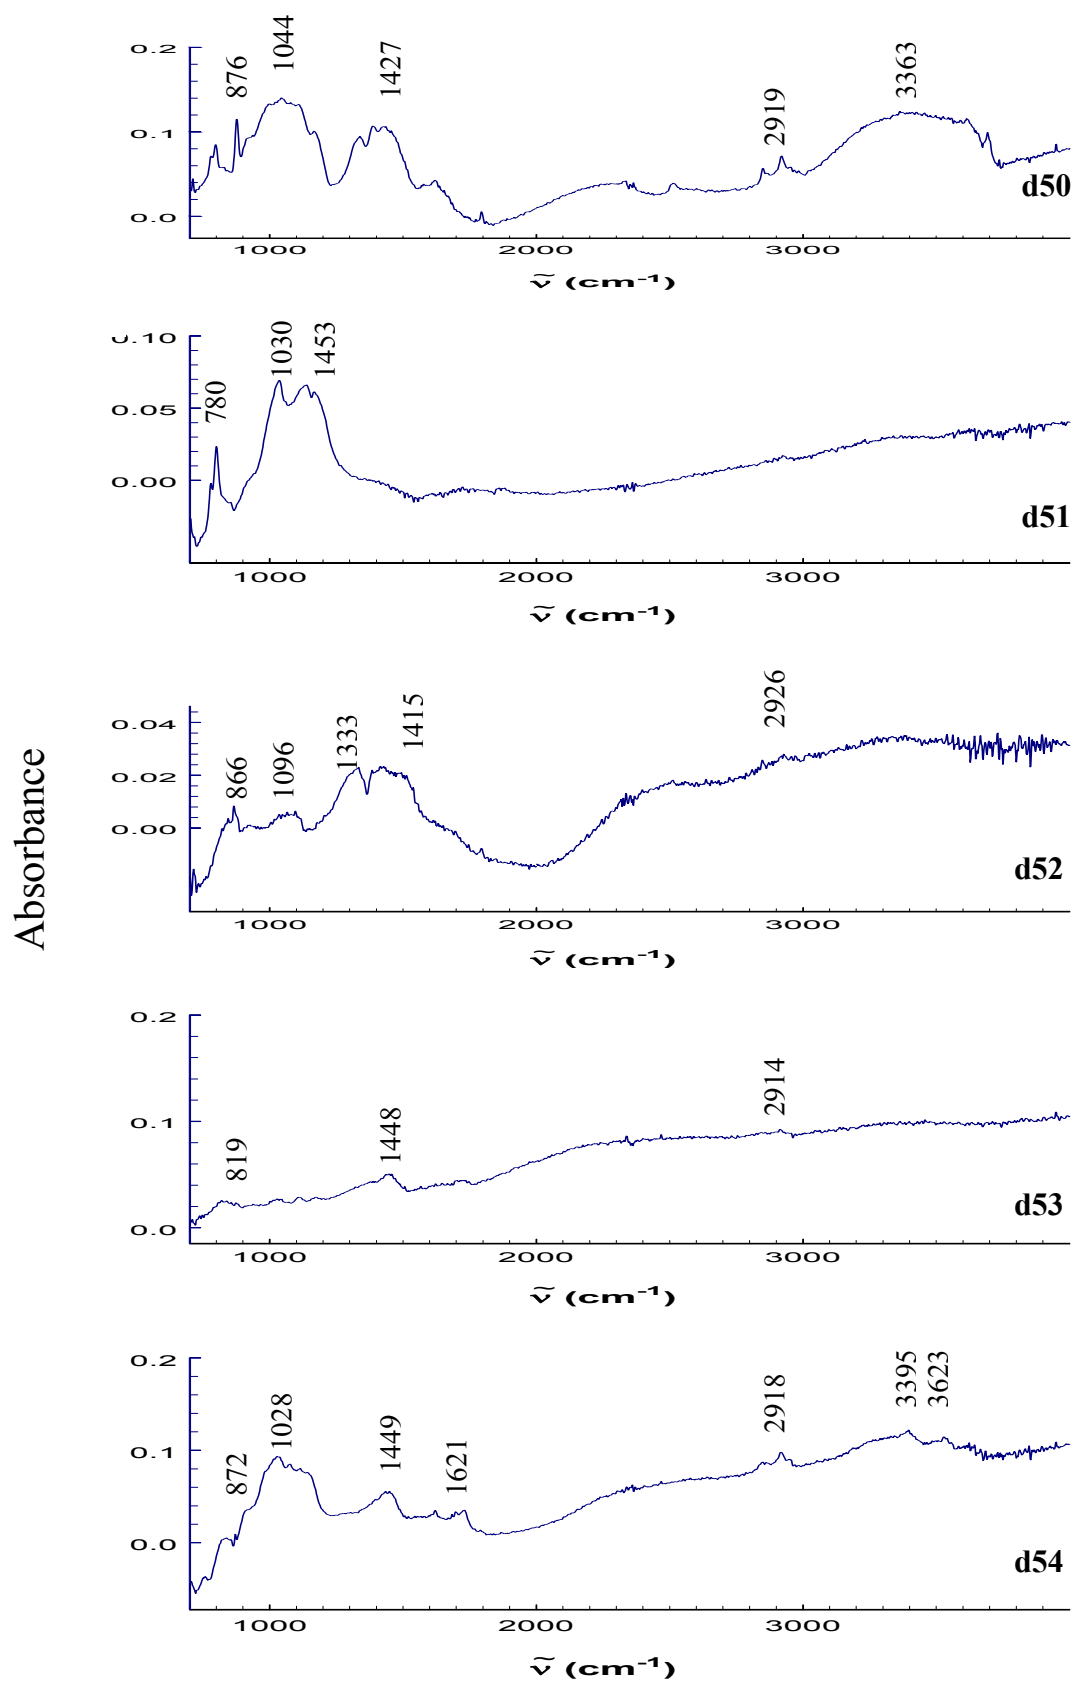 Absorbance
0.2
0.1
0.0
876
1044
1427
2919
3363
d50
1000 2000 3000
ṽ (cm-1)
0.10
0.05
0.00
780
1030
1453
d51
1000 2000 3000
ṽ (cm-1)
0.04
0.02
0.00
866
1096
1333
1415
2926
d52
1000 2000 3000
ṽ (cm-1)
0.2
0.1
0.0
819
1448
2914
d53
1000 2000 3000
ṽ (cm-1)
0.2
0.1
0.0
872
1028
1449
1621
2918
3395
3623
d54
1000 2000 3000
ṽ (cm-1)